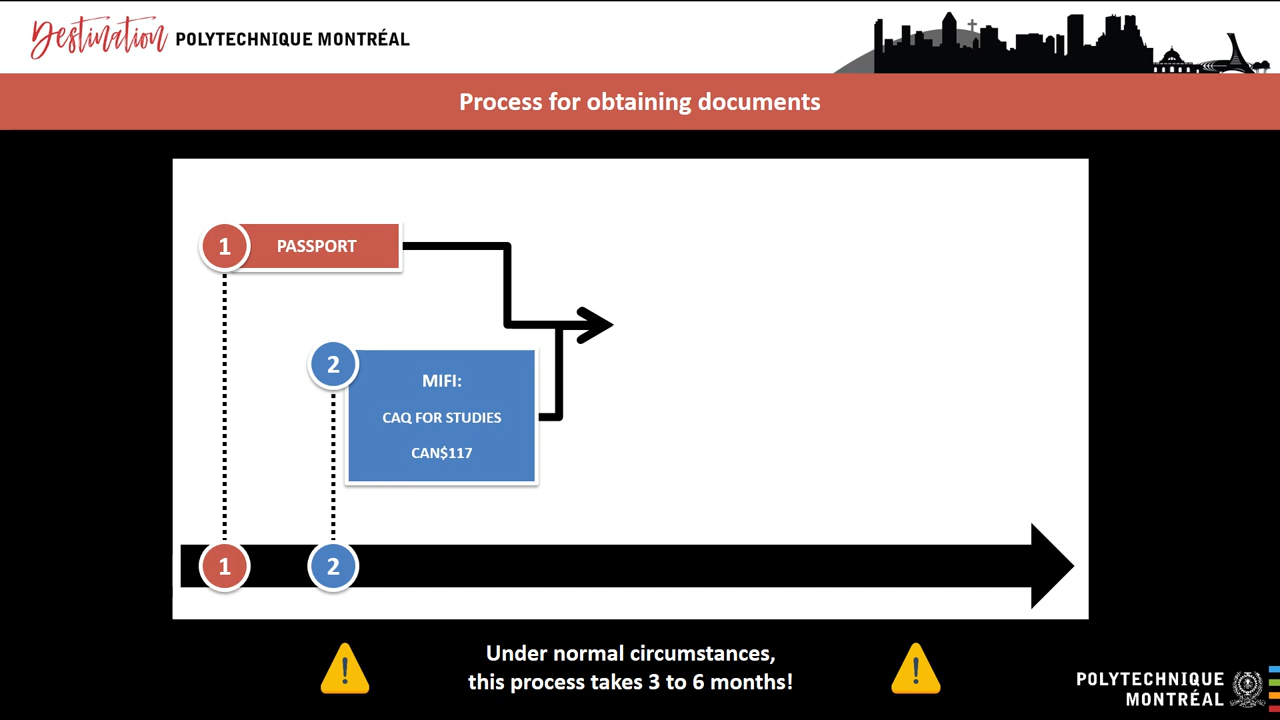 Destination POLYTECHNIQUE MONTRÉAL
Process for obtaining documents
1 PASSPORT
2
MIFI:
CAQ FOR STUDIES
CAN$117
1 2
Under normal circumstances,
this process takes 3 to 6 months!
POLYTECHNIQUE
MONTRÉAL